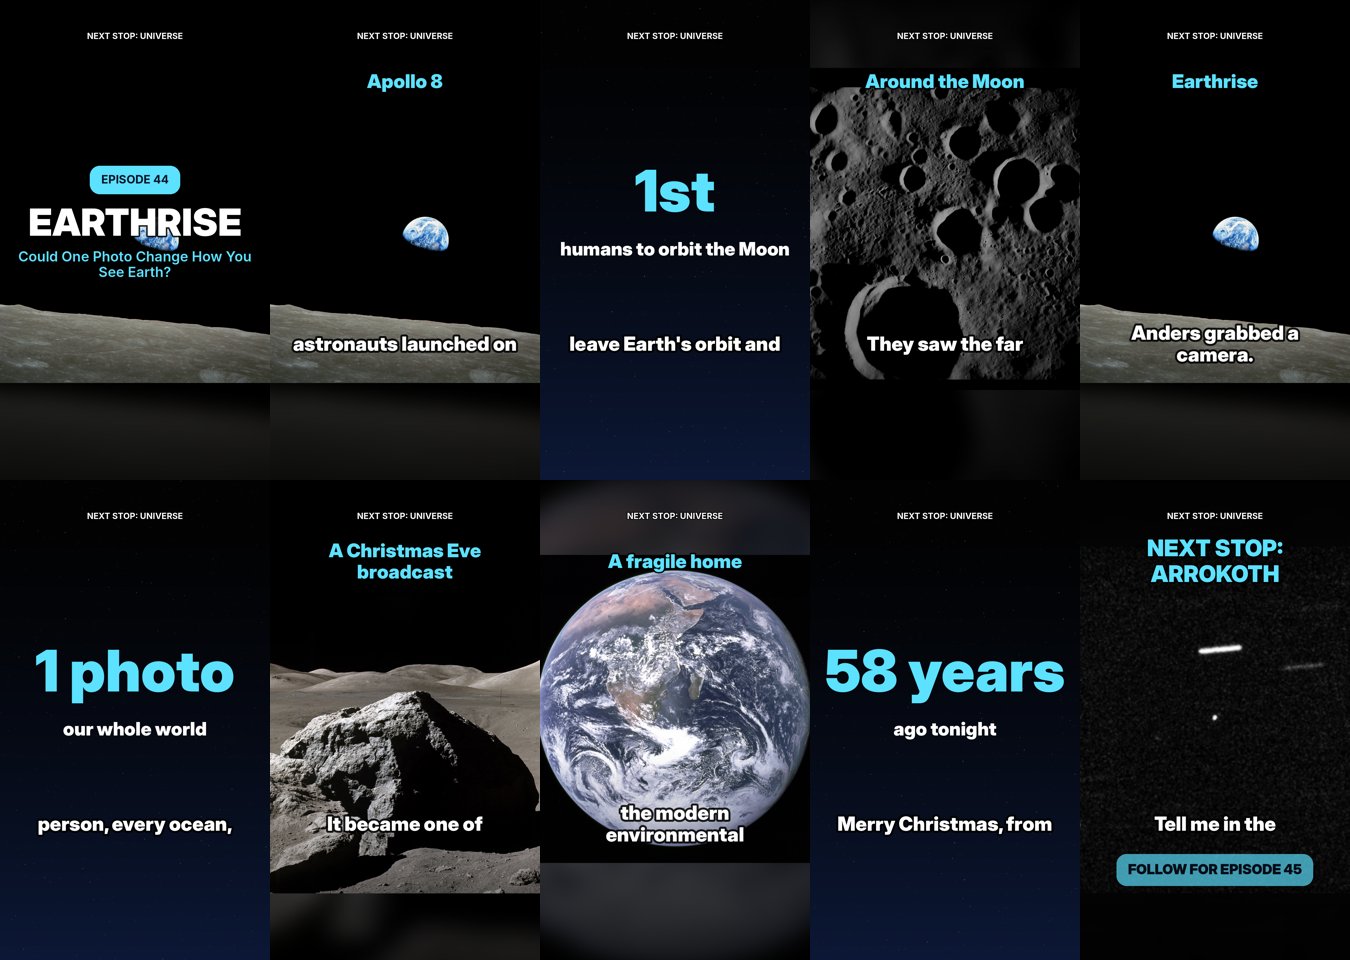 NEXT STOP: UNIVERSE
EPISODE 44
EARTHRISE
Could One Photo Change How You
See Earth?
NEXT STOP: UNIVERSE
Apollo 8
astronauts launched on
NEXT STOP: UNIVERSE
1st
humans to orbit the Moon
leave Earth's orbit and
NEXT STOP: UNIVERSE
Around the Moon
They saw the far
NEXT STOP: UNIVERSE
Earthrise
Anders grabbed a
camera.
NEXT STOP: UNIVERSE
1 photo
our whole world
person, every ocean,
NEXT STOP: UNIVERSE
A Christmas Eve
broadcast
It became one of
NEXT STOP: UNIVERSE
A fragile home
the modern
environmental
NEXT STOP: UNIVERSE
58 years
ago tonight
Merry Christmas, from
NEXT STOP: UNIVERSE
NEXT STOP:
ARROKOTH
Tell me in the
FOLLOW FOR EPISODE 45